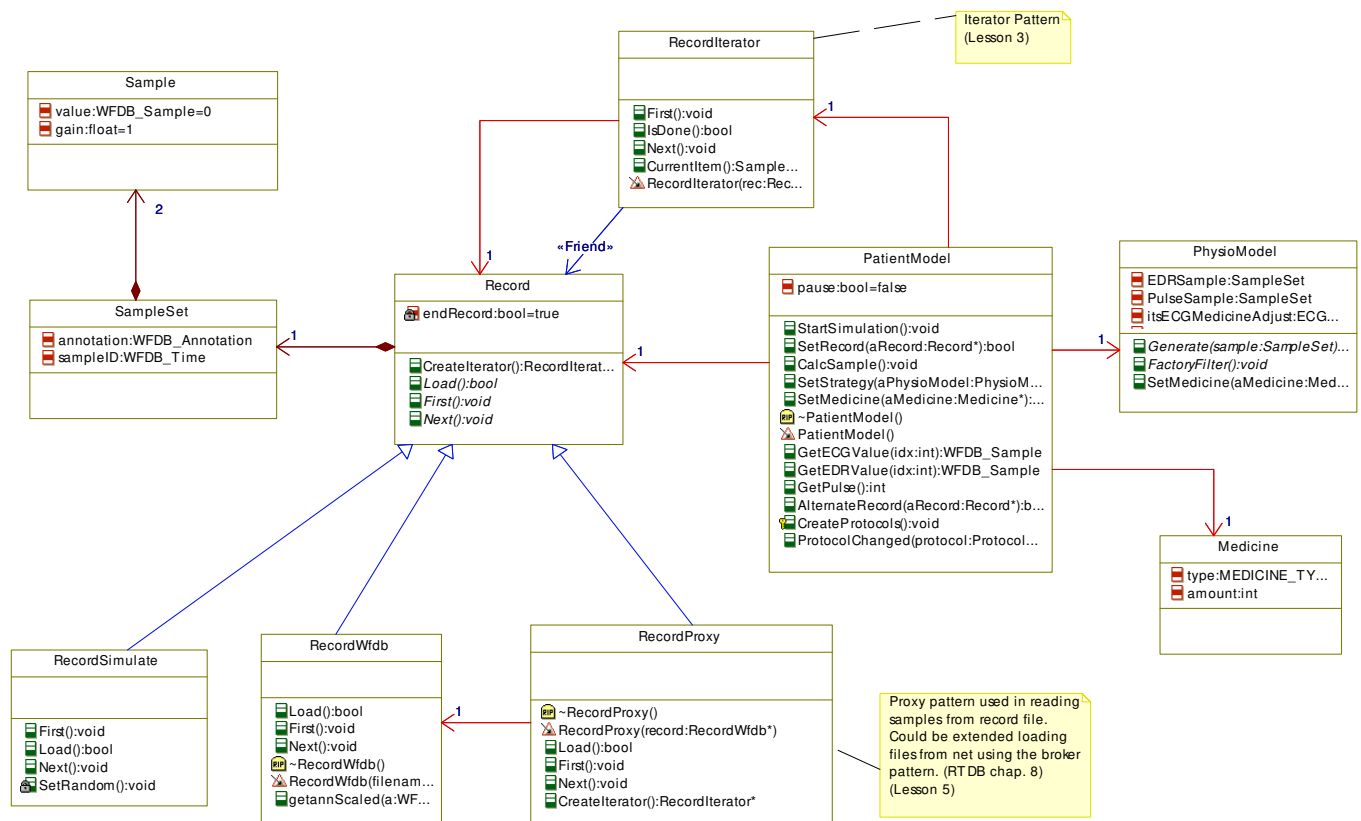 Iterator Pattern
(Lesson 3)
RecordIterator
First():void
IsDone():bool
Next():void
CurrentItem():Sample...
RecordIterator(rec:Rec...
Sample
value:WFDB_Sample=0
gain:float=1
2
1
1
«Friend»
SampleSet
annotation:WFDB_Annotation
sampleID:WFDB_Time
1
Record
endRecord:bool=true
CreateIterator():RecordIterat...
Load():bool
First():void
Next():void
1
PatientModel
pause:bool=false
StartSimulation():void
SetRecord(aRecord:Record*):bool
CalcSample():void
SetStrategy(aPhysioModel:PhysioM...
SetMedicine(aMedicine:Medicine*):...
RIP ~PatientModel()
PatientModel()
GetECGValue(idx:int):WFDB_Sample
GetEDRValue(idx:int):WFDB_Sample
GetPulse():int
AlternateRecord(aRecord:Record*):b...
CreateProtocols():void
ProtocolChanged(protocol:Protocol...
1
PhysioModel
EDRSample:SampleSet
PulseSample:SampleSet
itsECGMedicineAdjust:ECG...
Generate(sample:SampleSet)...
FactoryFilter():void
SetMedicine(aMedicine:Med...
1
Medicine
type:MEDICINE_TY...
amount:int
RecordSimulate
First():void
Load():bool
Next():void
SetRandom():void
RecordWfdb
Load():bool
First():void
Next():void
RIP ~RecordWfdb()
RecordWfdb(filenam...
getannScaled(a:WF...
1
RecordProxy
RIP ~RecordProxy()
RecordProxy(record:RecordWfdb*)
Load():bool
First():void
Next():void
CreateIterator():RecordIterator*
Proxy pattern used in reading
samples from record file.
Could be extended loading
files from net using the broker
pattern. (RTDB chap. 8)
(Lesson 5)